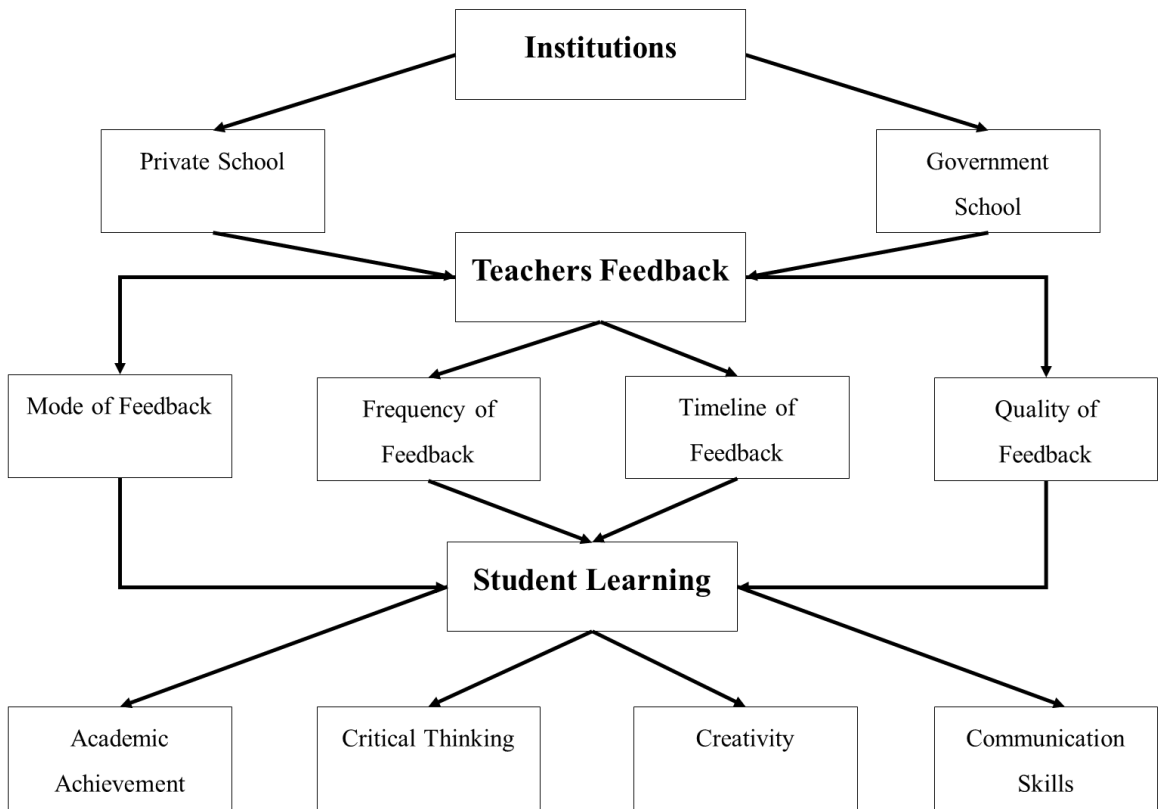 Institutions
Private School
Government
School
Teachers Feedback
Mode of Feedback
Frequency of
Feedback
Timeline of
Feedback
Quality of
Feedback
Student Learning
Academic
Achievement
Critical Thinking
Creativity
Communication
Skills